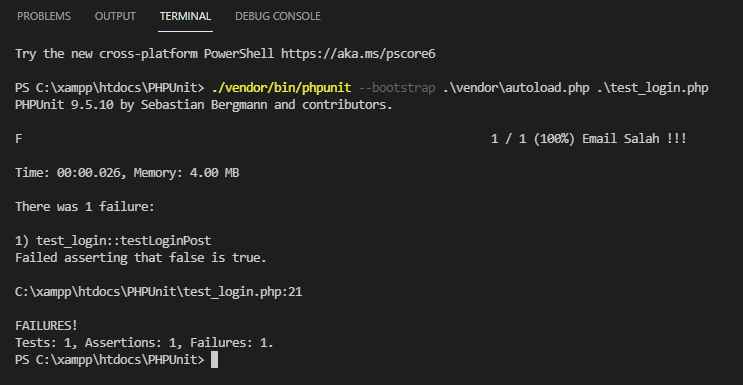 PROBLEMS OUTPUT TERMINAL DEBUG CONSOLE
Try the new cross-platform PowerShell https://aka.ms/pscore6
PS C:\xampp\htdocs\PHPUnit> ./vendor/bin/phpunit --bootstrap .\vendor\autoload.php .\test_login.php
PHPUnit 9.5.10 by Sebastian Bergmann and contributors.
F 1 / 1 (100%) Email Salah !!!
Time: 00:00.026, Memory: 4.00 MB
There was 1 failure:
1) test_login::testLoginPost
Failed asserting that false is true.
C:\xampp\htdocs\PHPUnit\test_login.php:21
FAILURES!
Tests: 1, Assertions: 1, Failures: 1.
PS C:\xampp\htdocs\PHPUnit>